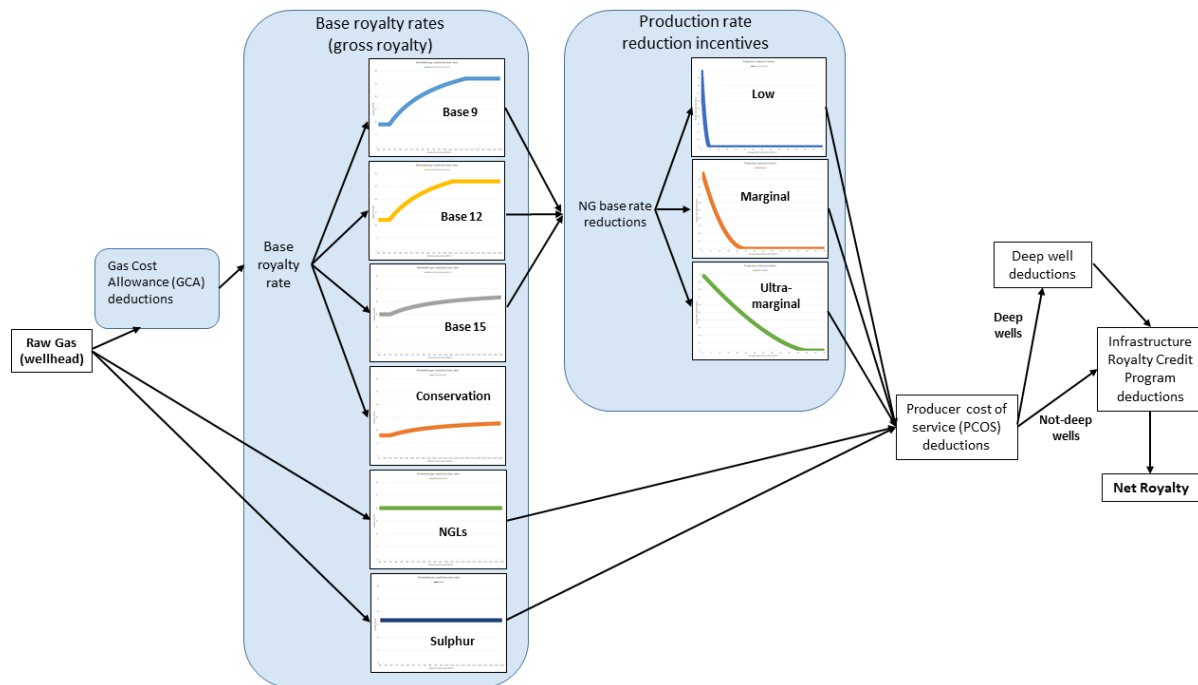 Base royalty rates
(gross royalty)
Production rate
reduction incentives
Base 9
Base 12
Base 15
Conservation
NGLs
Sulphur
Low
Marginal
Ultra-
marginal
Raw Gas
(wellhead)
Gas Cost
Allowance (GCA)
deductions
Base
royalty
rate
NG base rate
reductions
Producer cost of
service (PCOS)
deductions
Deep
wells
Not-deep
wells
Deep well
deductions
Infrastructure
Royalty Credit
Program
deductions
Net Royalty